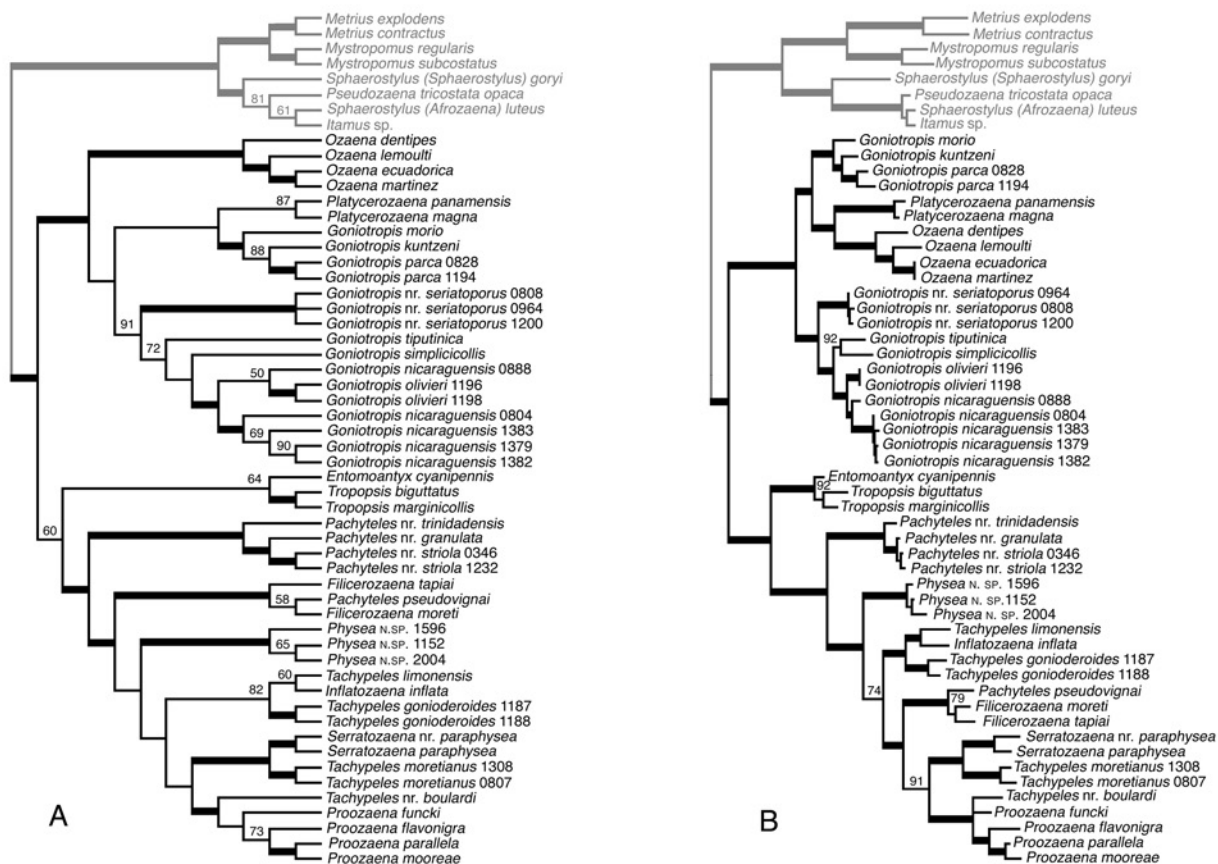 Metrius explodens
Metrius contractus
Mystropomus regularis
Mystropomus subcostatus
Sphaerostylus (Sphaerostylus) goryi
81
Pseudozaena tricostata opaca
61
Sphaerostylus (Afrozaena) luteus
Itamus sp.
Ozaena dentipes
Ozaena lemoulti
Ozaena ecuadorica
Ozaena martinez
87
Platycerozaena panamensis
Platycerozaena magna
Goniotropis morio
88
Goniotropis kuntzeni
Goniotropis parca 0828
Goniotropis parca 1194
Goniotropis nr. seriatoporus 0808
Goniotropis nr. seriatoporus 0964
91
Goniotropis nr. seriatoporus 1200
72
Goniotropis tiputinica
Goniotropis simplicicollis
50
Goniotropis nicaraguensis 0888
Goniotropis olivieri 1196
Goniotropis olivieri 1198
Goniotropis nicaraguensis 0804
69
Goniotropis nicaraguensis 1383
90
Goniotropis nicaraguensis 1379
Goniotropis nicaraguensis 1382
64
Entomoantyx cyanipennis
Tropopsis biguttatus
Tropopsis marginicollis
60
Pachyteles nr. trinidadensis
Pachyteles nr. granulata
Pachyteles nr. striola 0346
Pachyteles nr. striola 1232
Filicerozaena tapiai
58
Pachyteles pseudovignai
Filicerozaena moreti
Physea N.SP. 1596
65
Physea N.SP. 1152
Physea N.SP. 2004
60
Tachypeles limonensis
82
Inflatozaena inflata
Tachypeles gonioderoides 1187
Tachypeles gonioderoides 1188
Serratozaena nr. paraphysea
Serratozaena paraphysea
Tachypeles moretianus 1308
Tachypeles moretianus 0807
Tachypeles nr. boulardi
Proozaena funcki
73
Proozaena flavonigra
Proozaena parallela
Proozaena mooreae
A
Metrius explodens
Metrius contractus
Mystropomus regularis
Mystropomus subcostatus
Sphaerostylus (Sphaerostylus) goryi
Pseudozaena tricostata opaca
Sphaerostylus (Afrozaena) luteus
Itamus sp.
Goniotropis morio
Goniotropis kuntzeni
Goniotropis parca 0828
Goniotropis parca 1194
Platycerozaena panamensis
Platycerozaena magna
Ozaena dentipes
Ozaena lemoulti
Ozaena ecuadorica
Ozaena martinez
Goniotropis nr. seriatoporus 0964
Goniotropis nr. seriatoporus 0808
Goniotropis nr. seriatoporus 1200
92
Goniotropis tiputinica
Goniotropis simplicicollis
Goniotropis olivieri 1196
Goniotropis olivieri 1198
Goniotropis nicaraguensis 0888
Goniotropis nicaraguensis 0804
Goniotropis nicaraguensis 1383
Goniotropis nicaraguensis 1379
Goniotropis nicaraguensis 1382
Entomoantyx cyanipennis
92
Tropopsis biguttatus
Tropopsis marginicollis
Pachyteles nr. trinidadensis
Pachyteles nr. granulata
Pachyteles nr. striola 0346
Pachyteles nr. striola 1232
Physea N. SP. 1596
Physea N. SP.1152
Physea N. SP. 2004
Tachypeles limonensis
Inflatozaena inflata
Tachypeles gonioderoides 1187
Tachypeles gonioderoides 1188
74
Pachyteles pseudovignai
79
Filicerozaena moreti
Filicerozaena tapiai
Serratozaena nr. paraphysea
Serratozaena paraphysea
Tachypeles moretianus 1308
91
Tachypeles moretianus 0807
Tachypeles nr. boulardi
Proozaena funcki
Proozaena flavonigra
Proozaena parallela
Proozaena mooreae
B